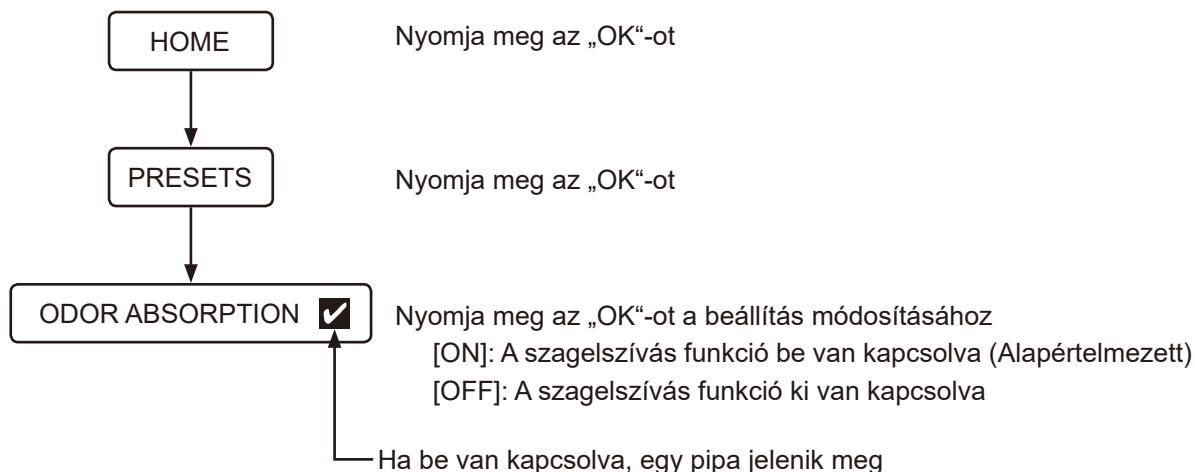 HOME Nyomja meg az „OK“-ot
PRESETS Nyomja meg az „OK“-ot
ODOR ABSORPTION ✔ Nyomja meg az „OK“-ot a beállítás módosításához
[ON]: A szagelszívás funkció be van kapcsolva (Alapértelmezett)
[OFF]: A szagelszívás funkció ki van kapcsolva
Ha be van kapcsolva, egy pipa jelenik meg